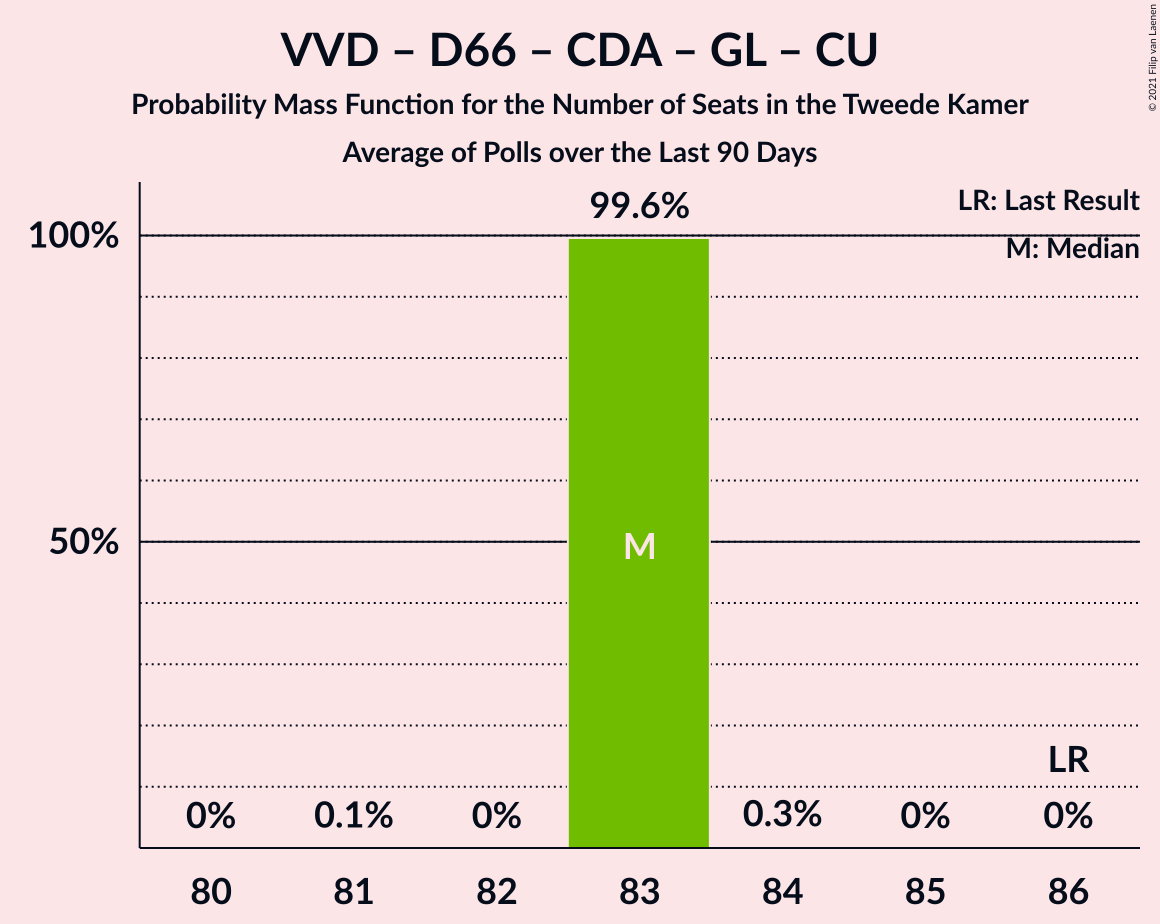 VVD – D66 – CDA – GL – CU
Probability Mass Function for the Number of Seats in the Tweede Kamer
Average of Polls over the Last 90 Days
© 2021 Filip van Laenen
LR: Last Result
M: Median
99.6%
100%
50%
M
LR
0%
0.1%
0%
0.3%
0%
0%
80
81
82
83
84
85
86